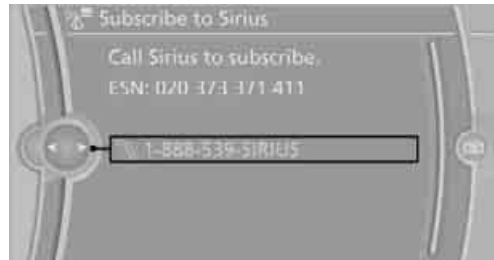 Subscribe to Sirius
Call Sirius to subscribe.
ESN: 020 373 371 411
1-888-539-SIRIUS